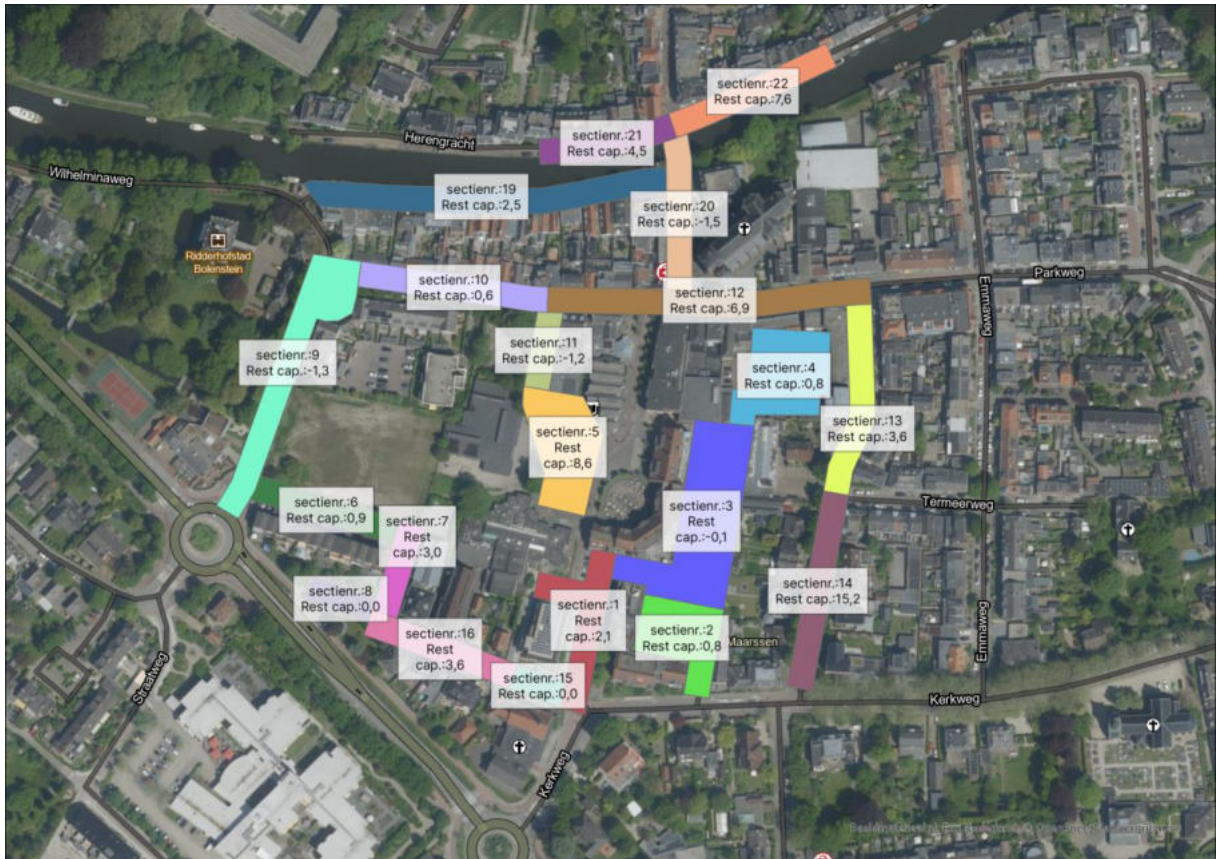 sectienr.:22
Rest cap.:7,6
sectienr.:21
Rest cap.:4,5
Herengracht
Wilhelminaweg
sectienr.:19
Rest cap.:2,5
sectienr.:20
Rest cap.:-1,5
Ridderhofstad
Bolenstein
sectienr.:10
Rest cap.:0,6
sectienr.:12
Rest cap.:6,9
Parkweg
Emmaweg
sectienr.:11
Rest cap.:-1,2
sectienr.:9
Rest cap.:-1,3
sectienr.:4
Rest cap.:0,8
sectienr.:5
Rest
cap.:8,6
sectienr.:13
Rest cap.:3,6
sectienr.:6
Rest cap.:0,9
sectienr.:7
Rest
cap.:3,0
sectienr.:3
Rest
cap.:-0,1
Termeerweg
sectienr.:8
Rest cap.:0,0
sectienr.:14
Rest cap.:15,2
sectienr.:1
Rest
cap.:2,1
sectienr.:16
Rest
cap.:3,6
sectienr.:2
Rest cap.:0,8
Maarssen
Emmaweg
sectienr.:15
Rest cap.:0,0
Straatweg
Kerkweg
Kerkweg